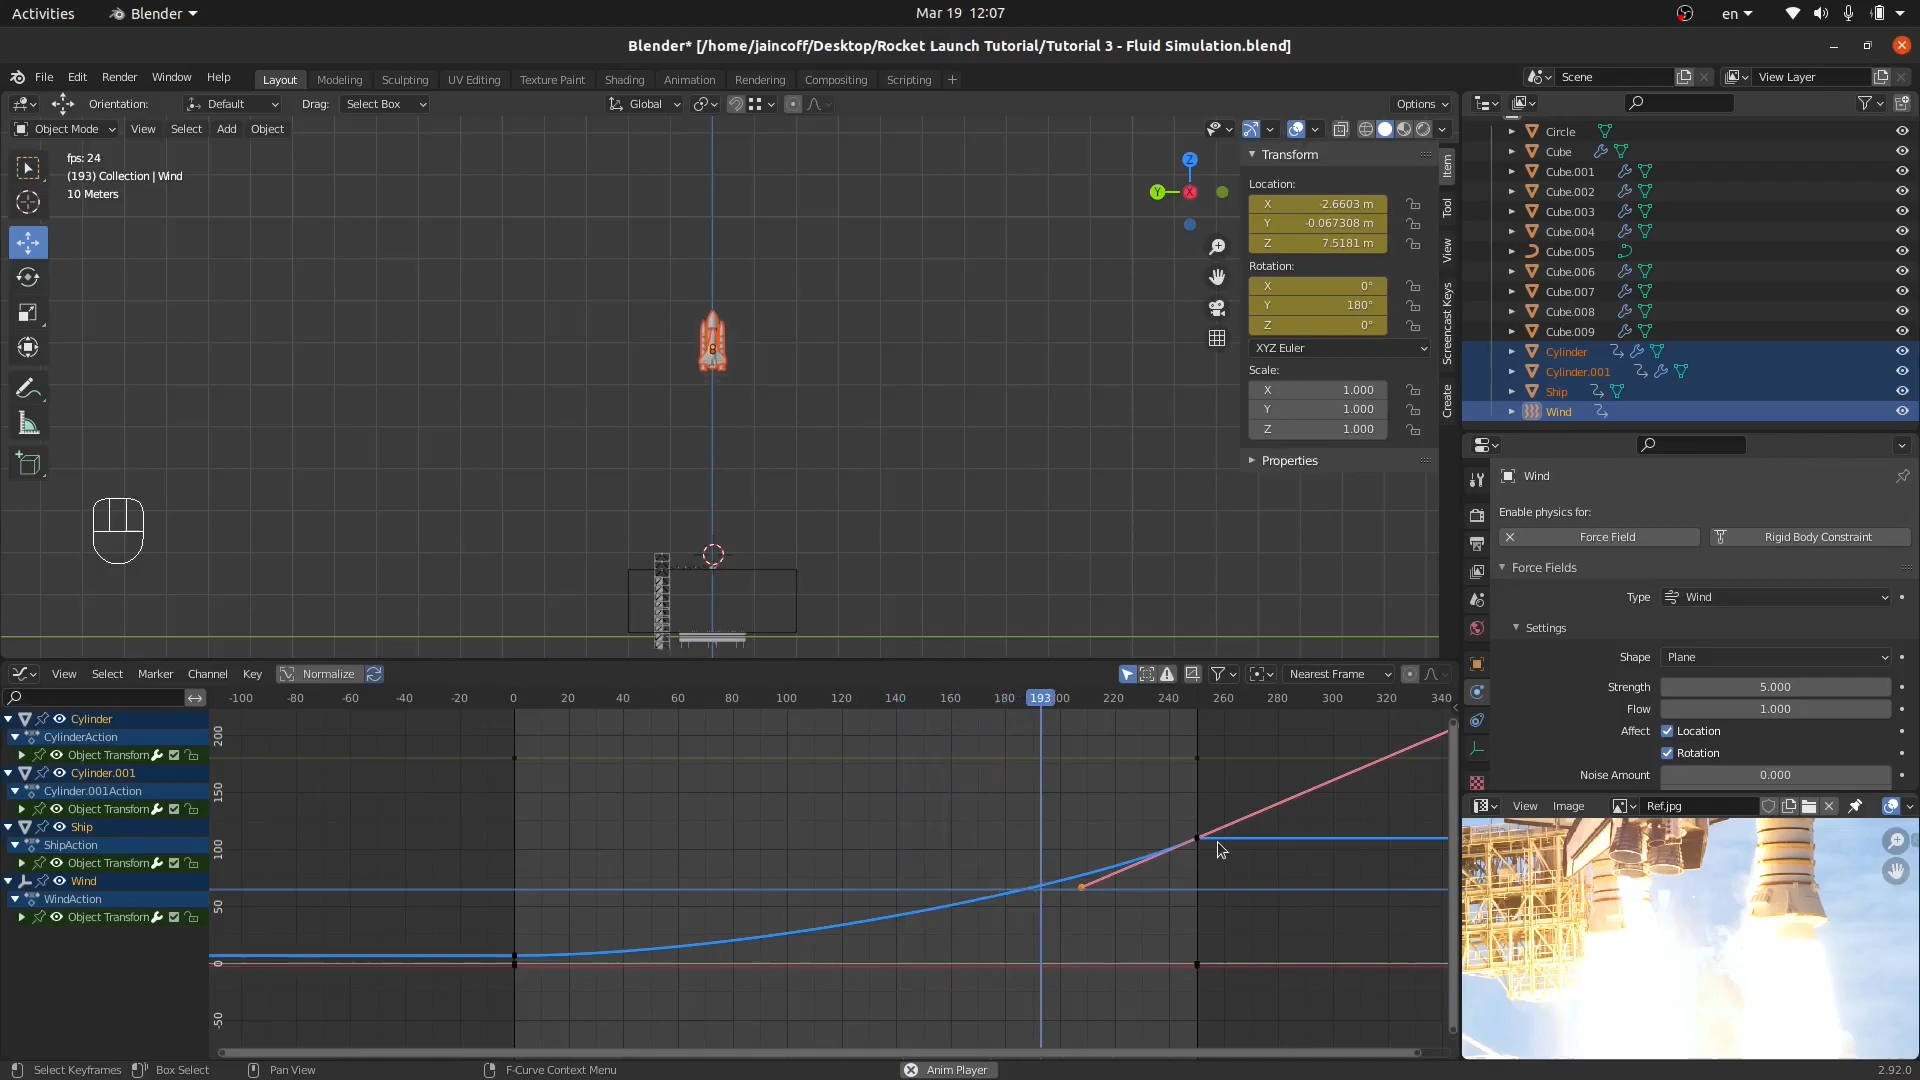 Activities
Blender
Mar 19 12:07
en
Blender* [/home/jaincoff/Desktop/Rocket Launch Tutorial/Tutorial 3 - Fluid Simulation.blend]
File Edit Render Window Help
Layout Modeling Sculpting UV Editing Texture Paint Shading Animation Rendering Compositing Scripting +
Scene
View Layer
Orientation: Default Drag: Select Box
Global
Options
Object Mode View Select Add Object
fps: 24
(193) Collection | Wind
10 Meters
Z
Y
X
Transform
Location:
X -2.6603 m
Y -0.067308 m
Z 7.5181 m
Rotation:
X 0°
Y 180°
Z 0°
XYZ Euler
Scale:
X 1.000
Y 1.000
Z 1.000
Properties
Item
Tool
View
Screencast Keys
Create
Circle
Cube
Cube.001
Cube.002
Cube.003
Cube.004
Cube.005
Cube.006
Cube.007
Cube.008
Cube.009
Cylinder
Cylinder.001
Ship
Wind
Wind
Enable physics for:
Force Field
Rigid Body Constraint
Force Fields
Type Wind
Settings
Shape Plane
Strength 5.000
Flow 1.000
Affect Location
Rotation
Noise Amount 0.000
View Image Ref.jpg
View Select Marker Channel Key Normalize
Nearest Frame
-100 -80 -60 -40 -20 0 20 40 60 80 100 120 140 160 180 193 200 220 240 260 280 300 320 340
200
150
100
50
0
-50
Cylinder
CylinderAction
Object Transform
Cylinder.001
Cylinder.001Action
Object Transform
Ship
ShipAction
Object Transform
Wind
WindAction
Object Transform
Select Keyframes Box Select Pan View F-Curve Context Menu
Anim Player
2.92.0